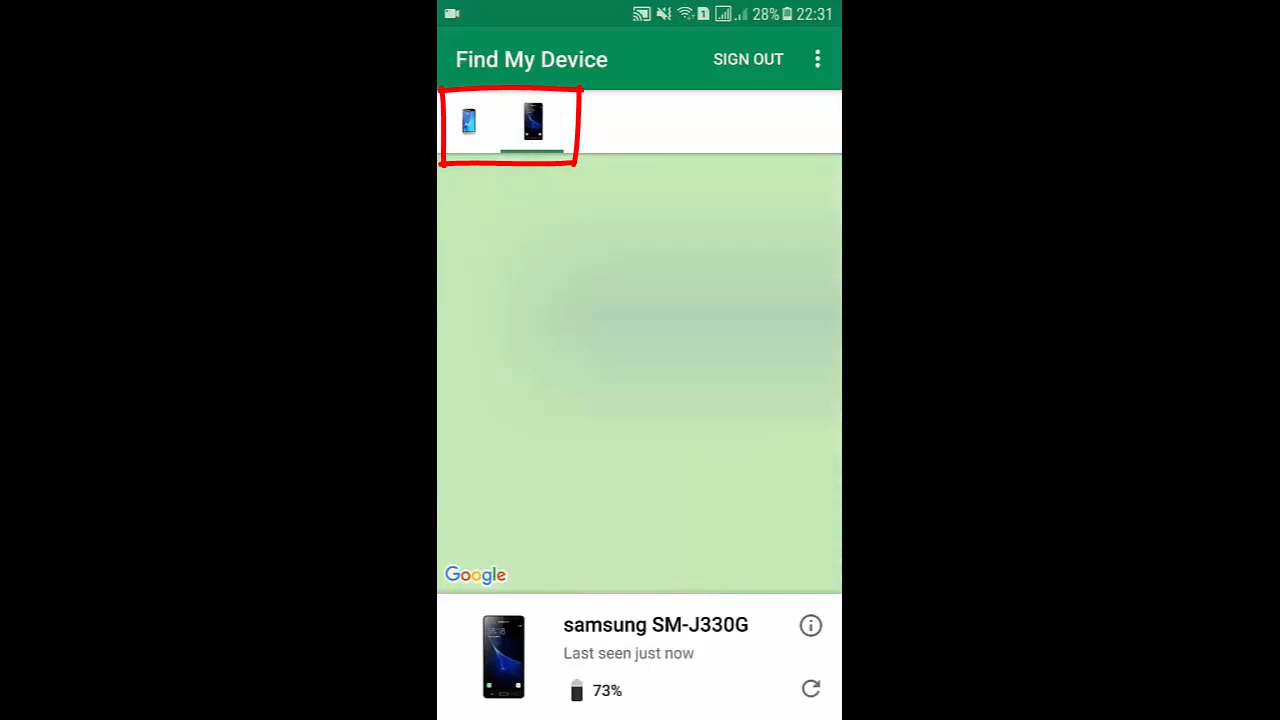 28% 22:31
Find My Device SIGN OUT
Google
samsung SM-J330G
Last seen just now
73%